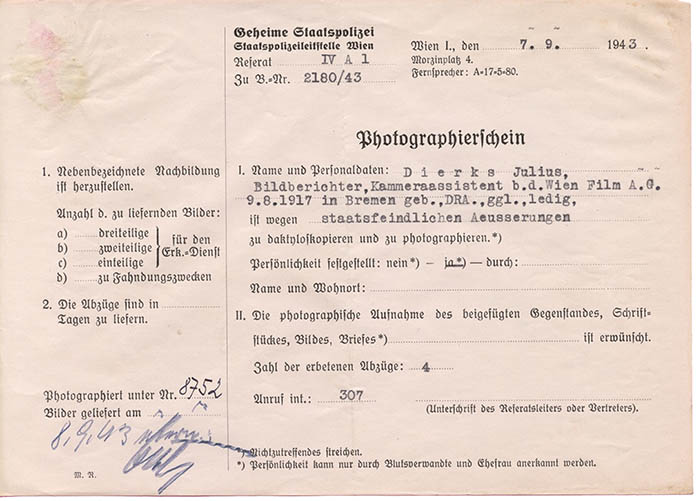 Geheime Staatspolizei
Staatspolizeileitstelle Wien
Referat IV A 1
Zu B.=Nr. 2180/43
Wien I., den 7. 9. 1943.
Morzinplatz 4.
Fernsprecher: A=17=5=80.
Photographierschein
1. Nebenbezeichnete Nachbildung
ist herzustellen.
Anzahl d. zu liefernden Bilder:
a) ........dreiteilige
b) ........zweiteilige
c) ........einteilige
für den
Erk.=Dienst
d) ........zu Fahndungszwecken
2. Die Abzüge sind in
Tagen zu liefern.
Photographiert unter Nr. 8752
Bilder geliefert am
8.9.43
M. N.
I. Name und Personaldaten: D i e r k s Julius,
Bildberichter,Kammeraassistent b.d.Wien Film A.G.
9.8.1917 in Bremen geb.,DRA.,ggl.,ledig,
ist wegen staatsfeindlichen Aeusserungen
zu daktyloskopieren und zu photographieren.*)
Persönlichkeit festgestellt: nein*) — ja*) — durch:
Name und Wohnort:
II. Die photographische Aufnahme des beigefügten Gegenstandes, Schrift=
stückes, Bildes, Briefes*) ist erwünscht.
Zahl der erbetenen Abzüge: 4
Anruf int.: 307
(Unterschrift des Referatsleiters oder Vertreters).
*) Nichtzutreffendes streichen.
*) Persönlichkeit kann nur durch Blutsverwandte und Ehefrau anerkannt werden.